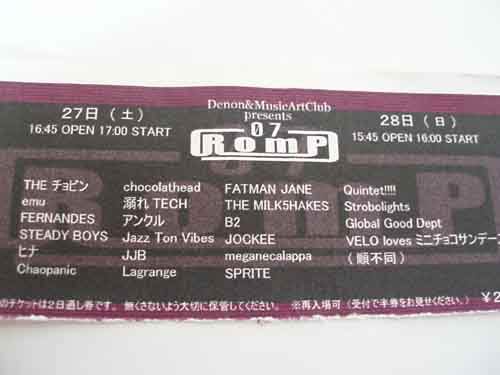 Denon&MusicArtClub
presents
07
RomP
27日（土）
16:45 OPEN 17:00 START
28日（日）
15:45 OPEN 16:00 START
THE チョビン
emu
FERNANDES
STEADY BOYS
ヒナ
Chaopanic
chocolathead
溺れ TECH
アンクル
Jazz Ton Vibes
JJB
Lagrange
FATMAN JANE
THE MILK5HAKES
B2
JOCKEE
meganecalappa
SPRITE
Quintet!!!!
Strobolights
Global Good Dept
VELO loves ミニチョコサンデーズ
（順不同）
のチケットは２日通し券です。無くさないよう大切に保管してください。※再入場可（受付で半券をお見せください。） ￥2